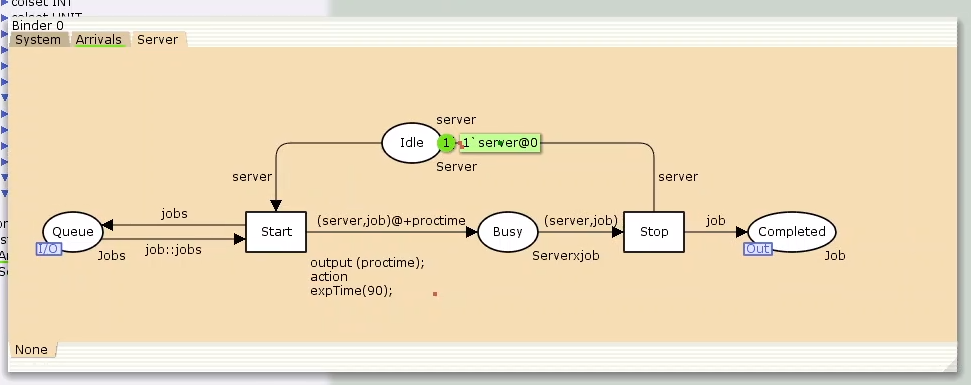 colset INT
colset UNIT
Binder 0
System Arrivals Server
server
Idle 1 1`server@0
Server
server server
jobs (server,job)@+proctime (server,job) job
Queue Start Busy Stop Completed
I/O job::jobs Out
Jobs Serverxjob Job
output (proctime);
action
expTime(90);
None